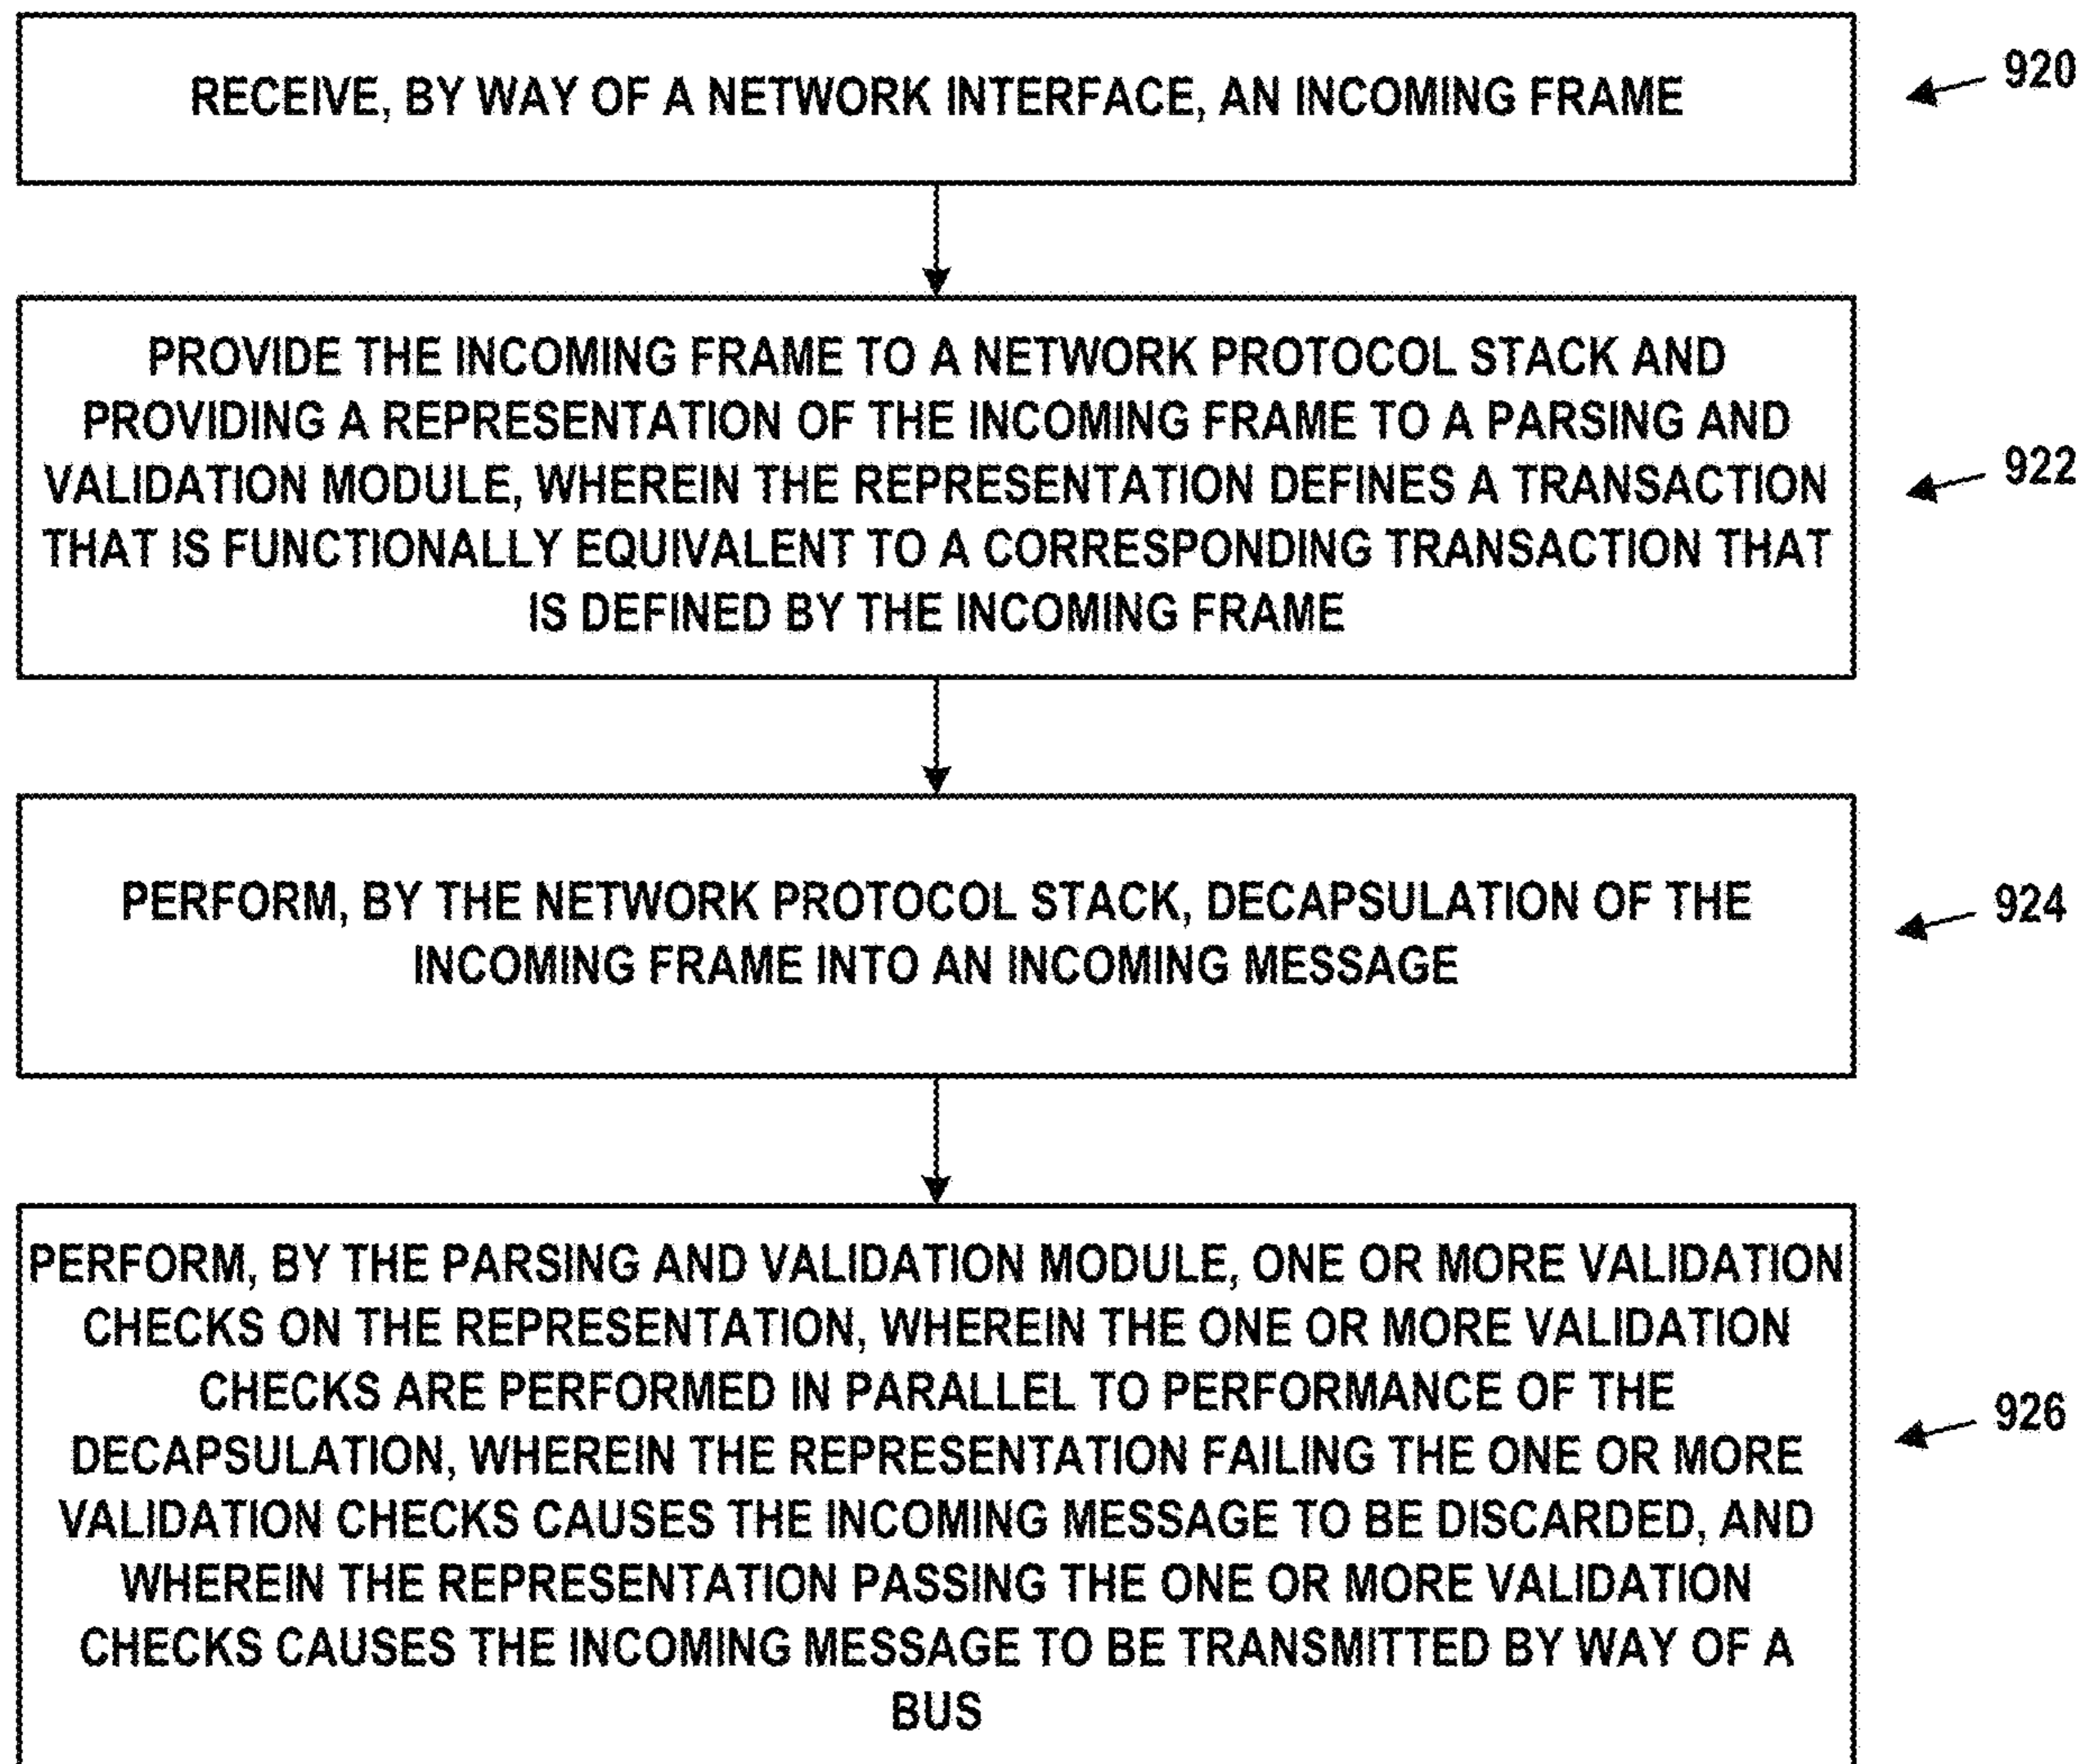 RECEIVE, BY WAY OF A NETWORK INTERFACE, AN INCOMING FRAME
920
PROVIDE THE INCOMING FRAME TO A NETWORK PROTOCOL STACK AND
PROVIDING A REPRESENTATION OF THE INCOMING FRAME TO A PARSING AND
VALIDATION MODULE, WHEREIN THE REPRESENTATION DEFINES A TRANSACTION
THAT IS FUNCTIONALLY EQUIVALENT TO A CORRESPONDING TRANSACTION THAT
IS DEFINED BY THE INCOMING FRAME
922
PERFORM, BY THE NETWORK PROTOCOL STACK, DECAPSULATION OF THE
INCOMING FRAME INTO AN INCOMING MESSAGE
924
PERFORM, BY THE PARSING AND VALIDATION MODULE, ONE OR MORE VALIDATION
CHECKS ON THE REPRESENTATION, WHEREIN THE ONE OR MORE VALIDATION
CHECKS ARE PERFORMED IN PARALLEL TO PERFORMANCE OF THE
DECAPSULATION, WHEREIN THE REPRESENTATION FAILING THE ONE OR MORE
VALIDATION CHECKS CAUSES THE INCOMING MESSAGE TO BE DISCARDED, AND
WHEREIN THE REPRESENTATION PASSING THE ONE OR MORE VALIDATION
CHECKS CAUSES THE INCOMING MESSAGE TO BE TRANSMITTED BY WAY OF A
BUS
926